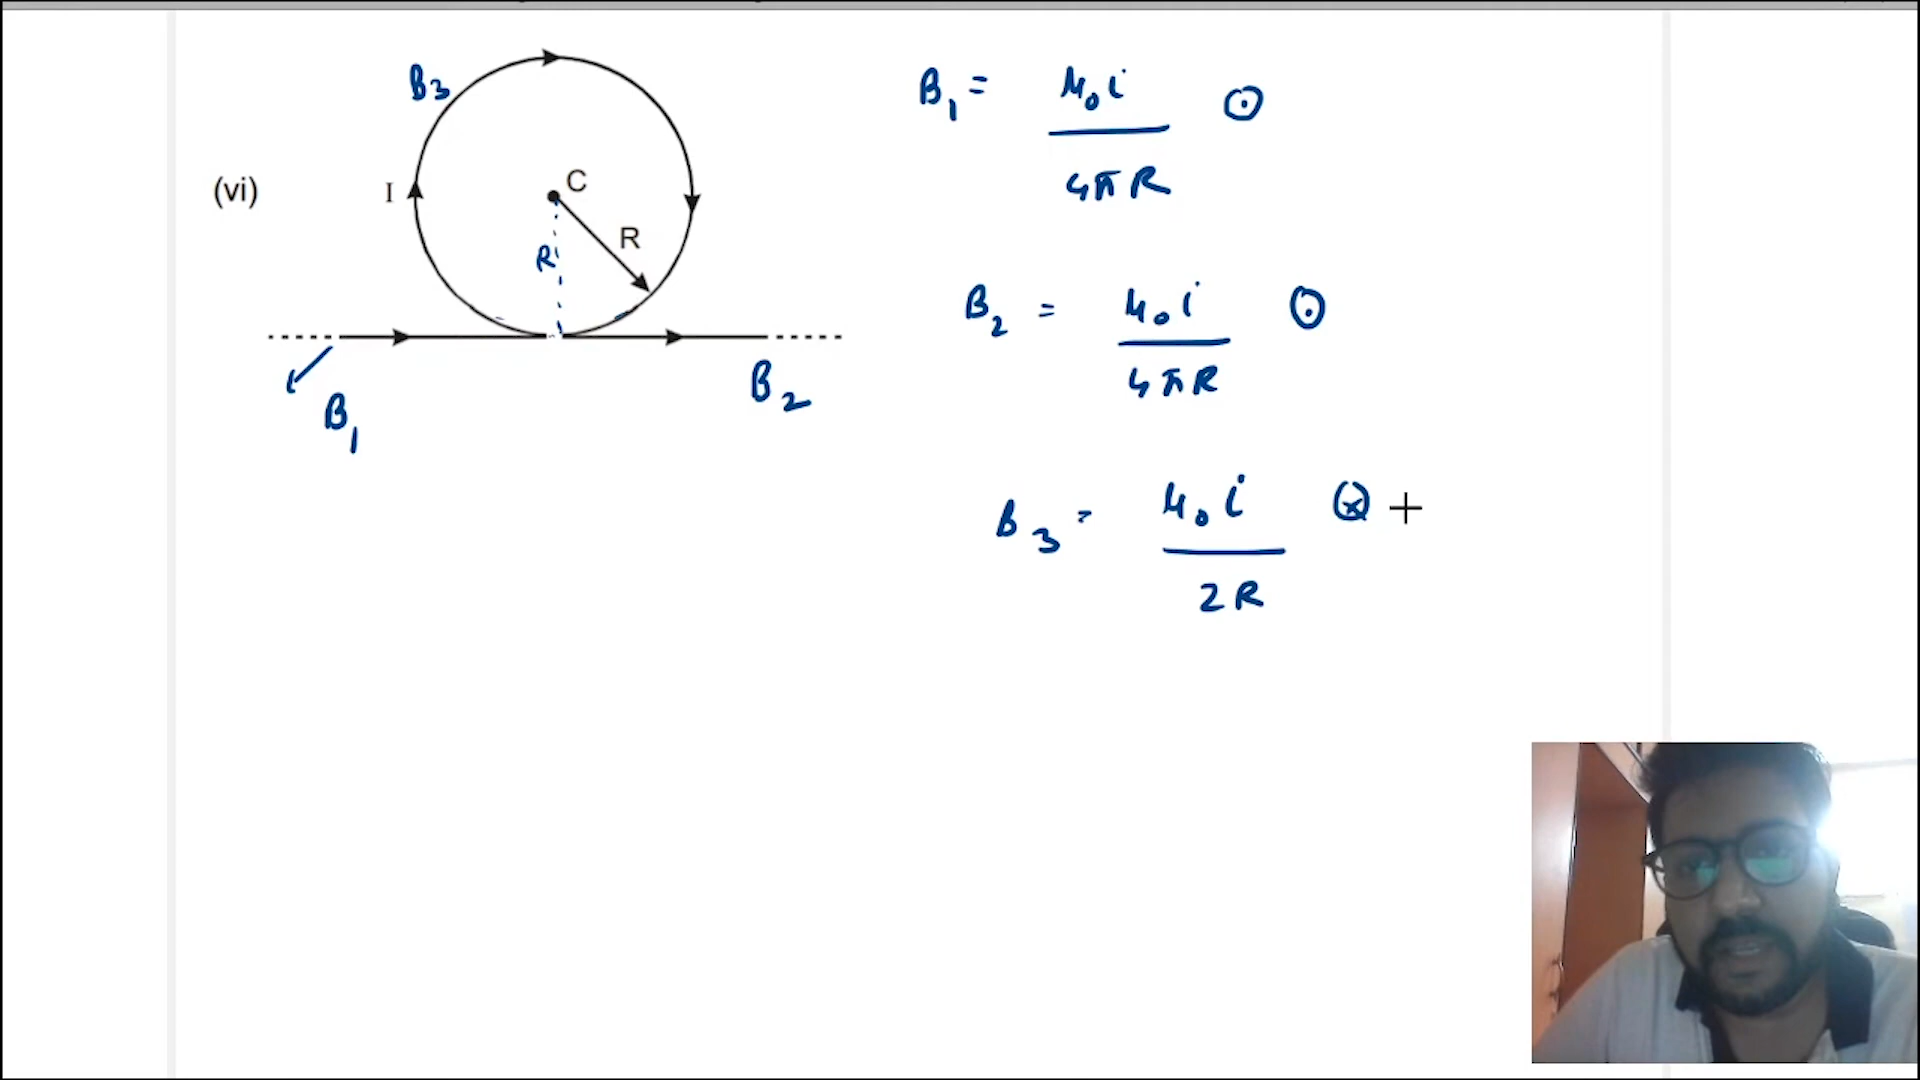 B3
(vi)
I
C
R
R
B1
B2
B1 = μ0i / 4πR ⊙
B2 = μ0i / 4πR ⊙
B3 = μ0i / 2R ⊗